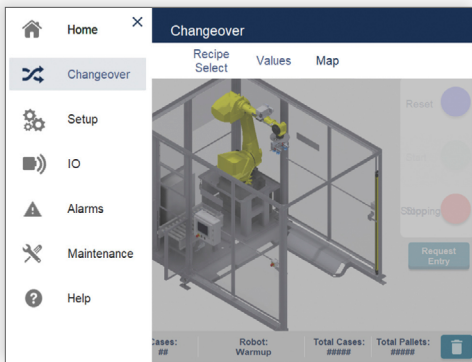 Home
Changeover
Setup
IO
Alarms
Maintenance
Help
Changeover
Recipe
Select
Values
Map
Reset
Stopping
Request
Entry
Cases:
##
Robot:
Warmup
Total Cases:
#####
Total Pallets:
#####